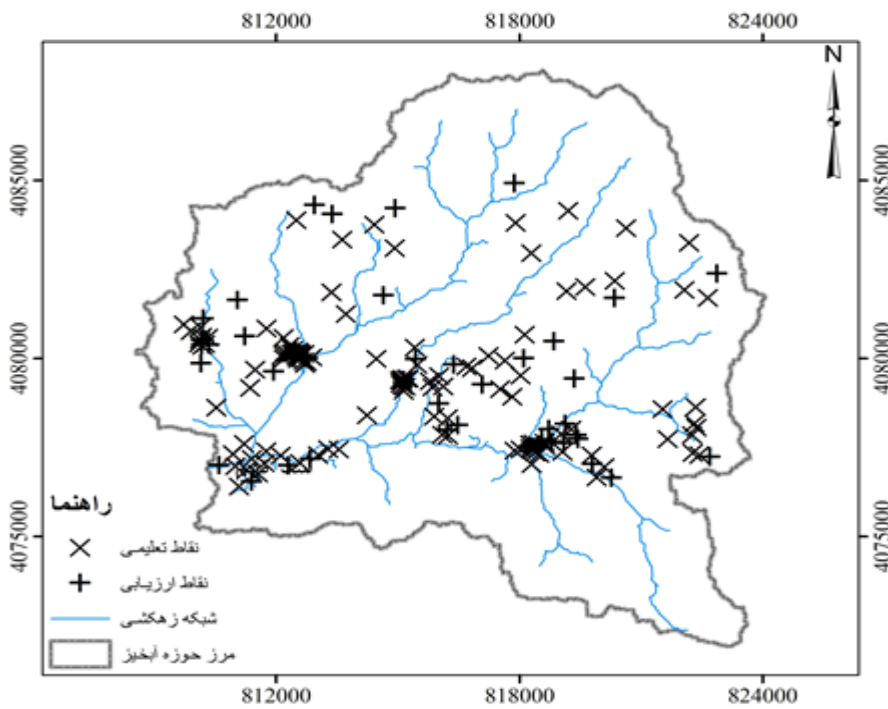 812000 818000 824000
N
4085000 4085000
4080000 4080000
4075000 4075000
راهنما
نقاط تعلیمی
نقاط ارزیابی
شبکه زهکشی
مرز حوزه آبخیز
812000 818000 824000